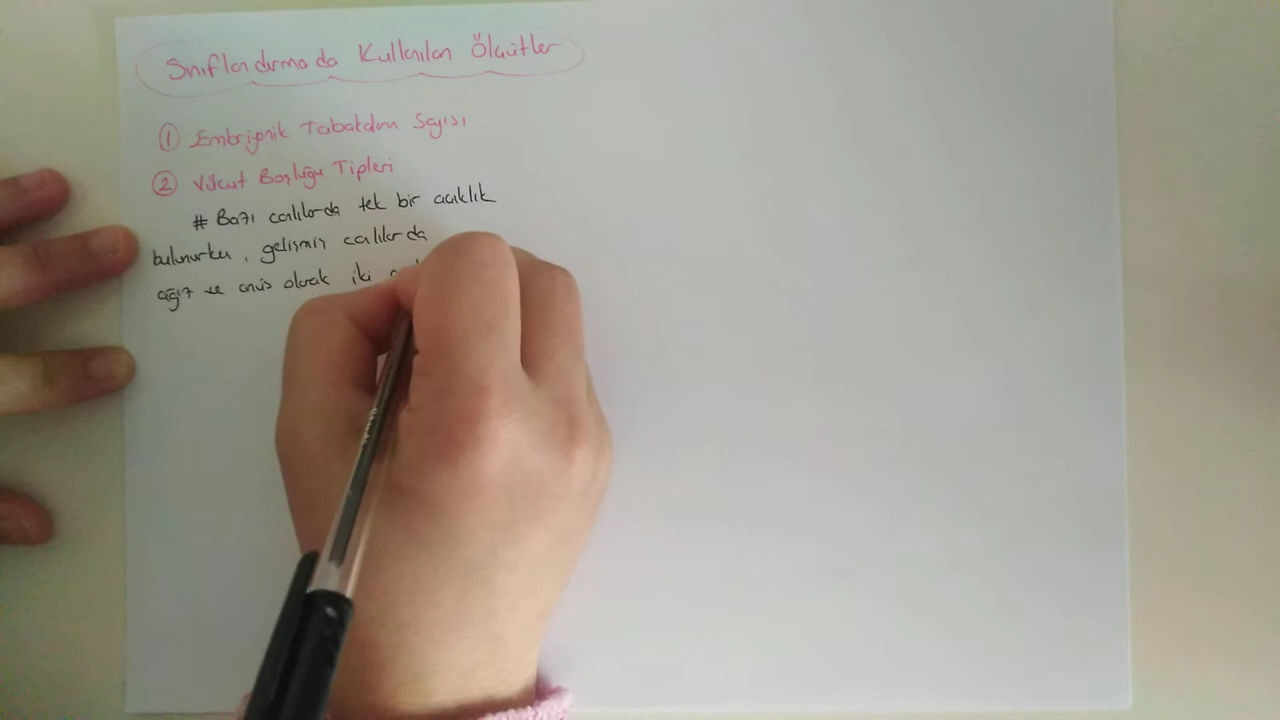 Sınıflandırmada Kullanılan Ölçütler
① Embriyonik Tabakaların Sayısı
② Vücut Boşluğu Tipleri
# Bazı canlılarda tek bir açıklık
bulunurken, gelişmiş canlılarda
ağız ve anüs olarak iki